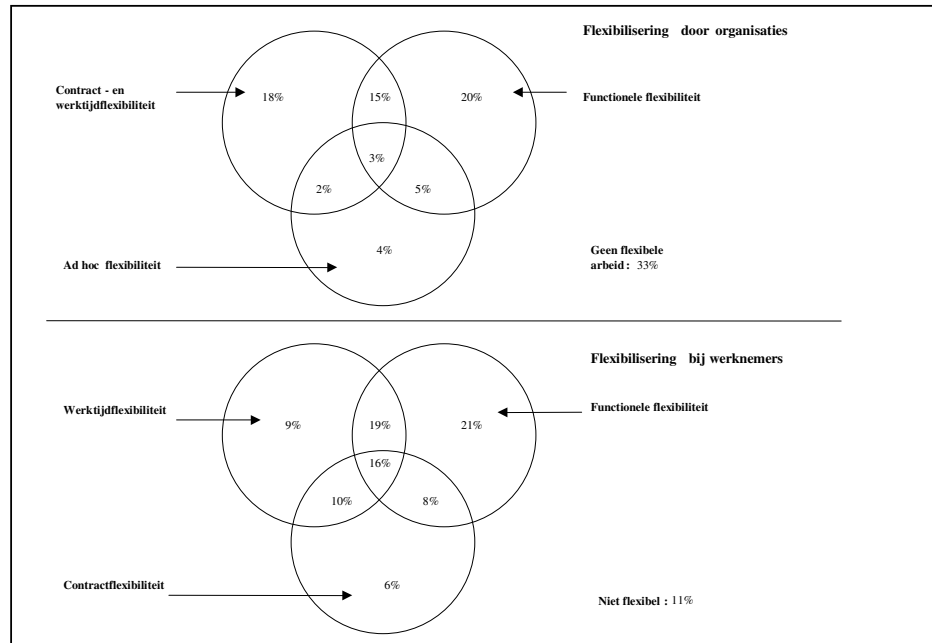 Flexibilisering door organisaties
Contract - en
werktijdflexibiliteit
18%
15%
20%
Functionele flexibiliteit
3%
2%
5%
4%
Ad hoc flexibiliteit
Geen flexibele
arbeid : 33%
Flexibilisering bij werknemers
Werktijdflexibiliteit
9%
19%
21%
Functionele flexibiliteit
16%
10%
8%
6%
Contractflexibiliteit
Niet flexibel : 11%